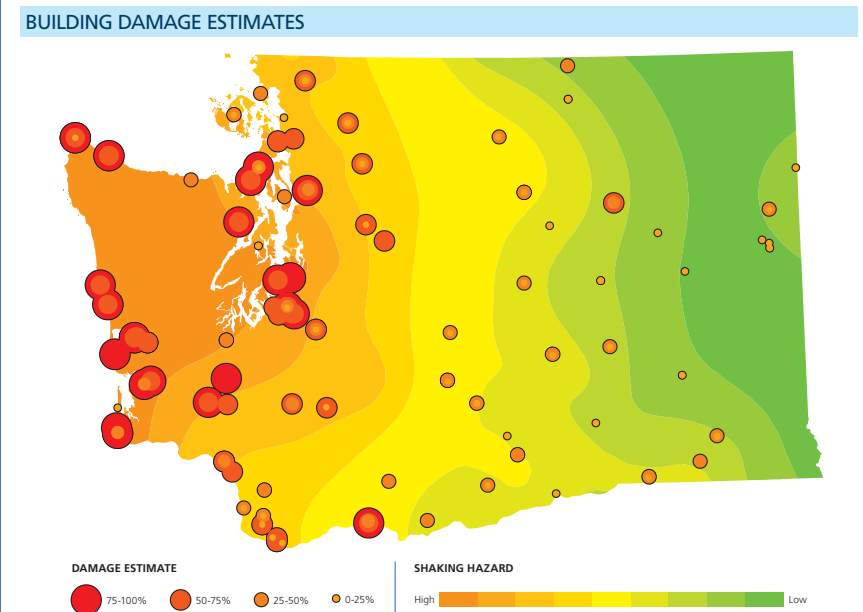 BUILDING DAMAGE ESTIMATES
DAMAGE ESTIMATE
75-100%
50-75%
25-50%
0-25%
SHAKING HAZARD
High
Low